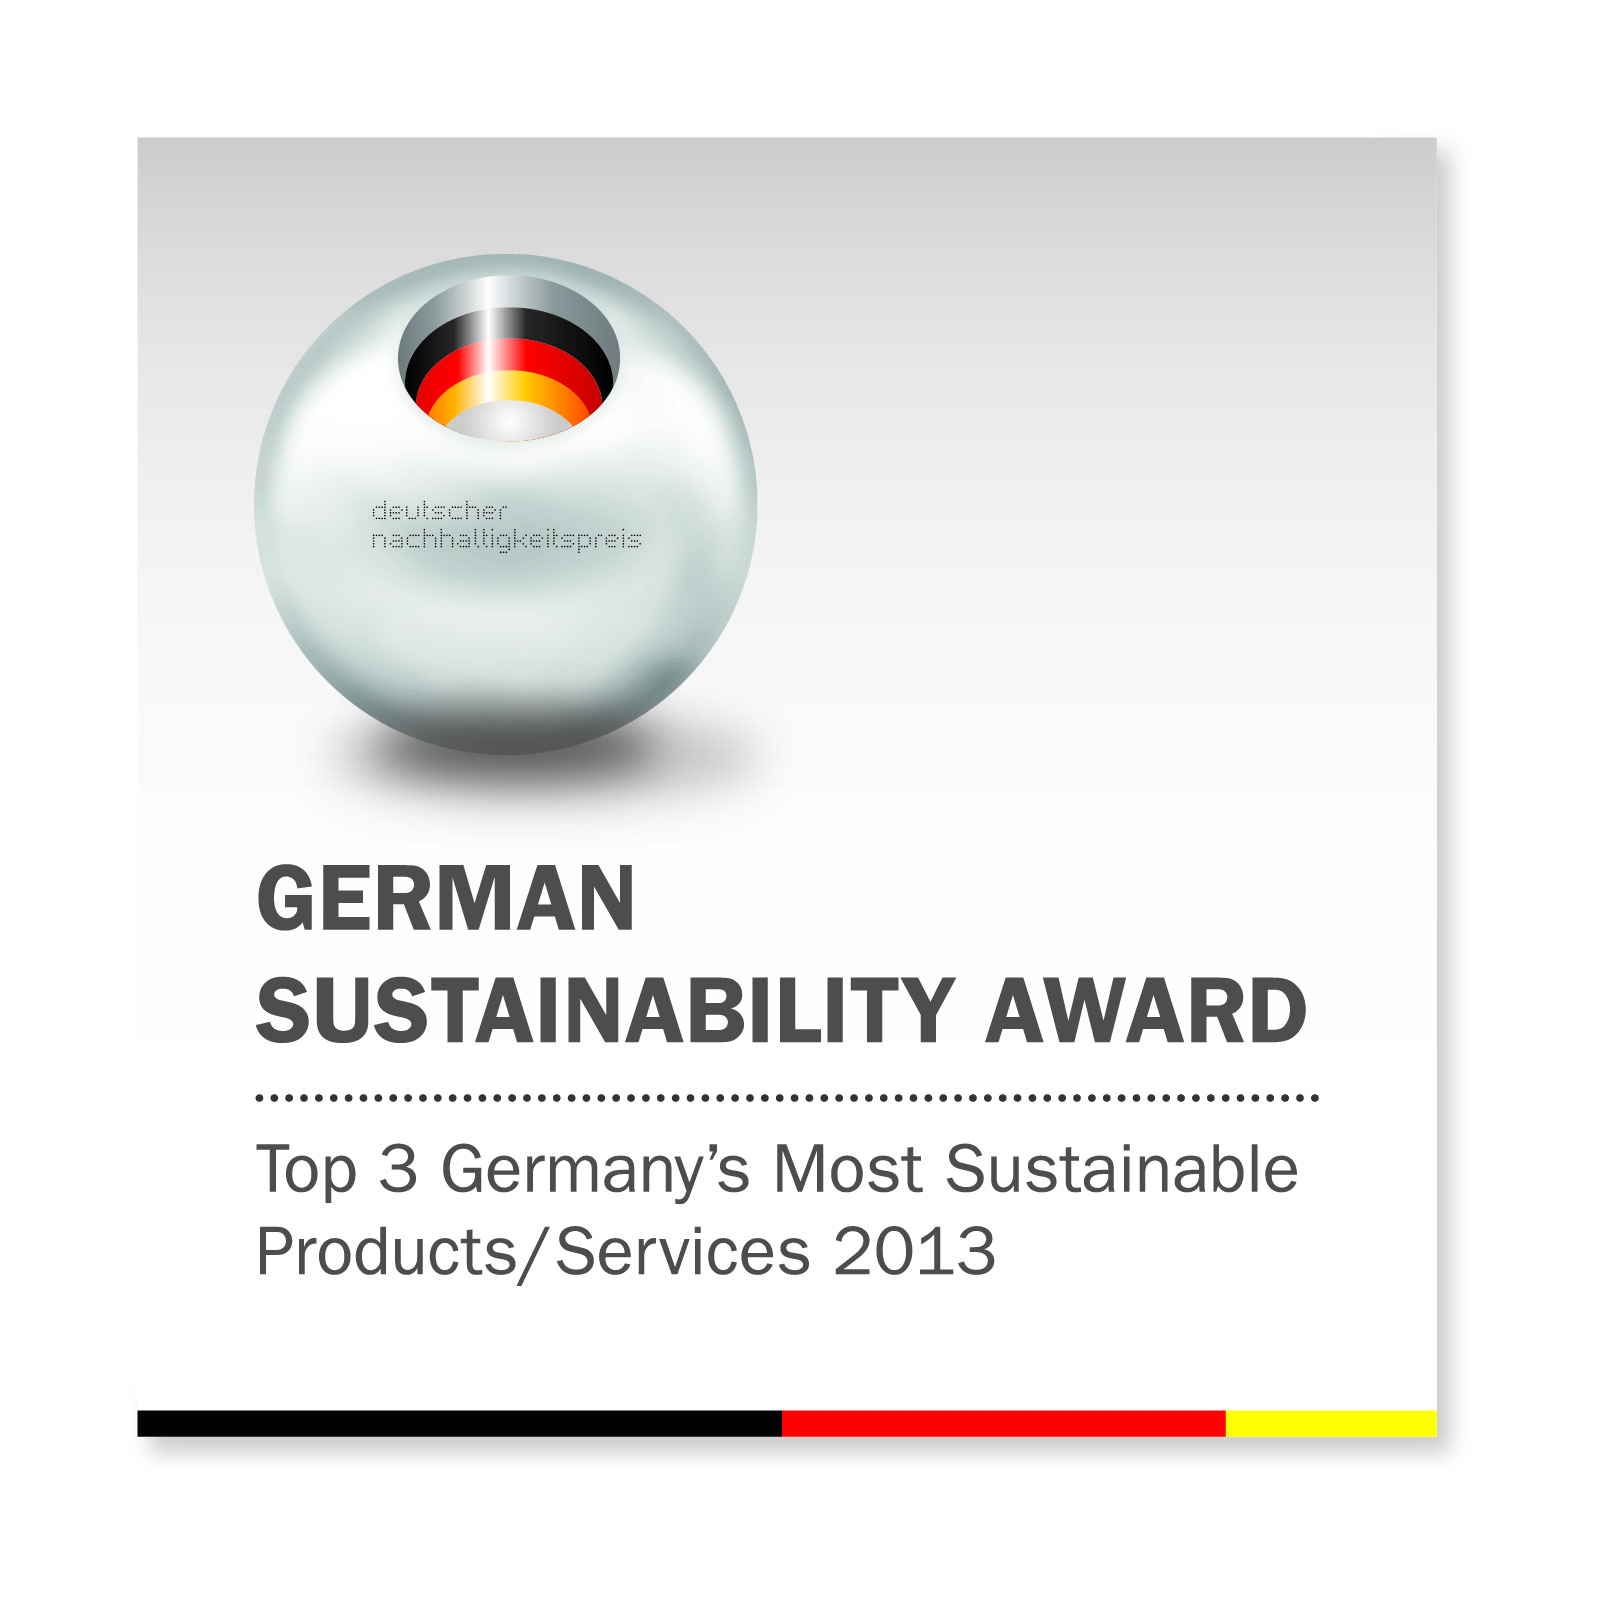 deutscher
nachhaltigkeitspreis
GERMAN
SUSTAINABILITY AWARD
Top 3 Germany’s Most Sustainable
Products/Services 2013